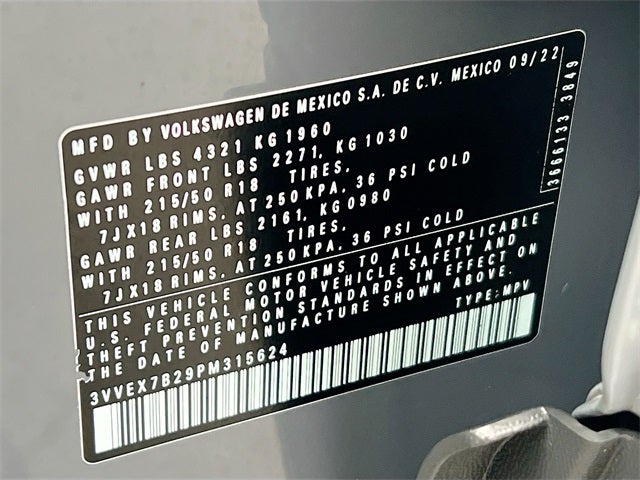 MFD BY VOLKSWAGEN DE MEXICO S.A. DE C.V. MEXICO 09/22
GVWR LBS 4321 KG 1960
GAWR FRONT LBS 2271, KG 1030
WITH 215/50 R18 TIRES,
7JX18 RIMS. AT 250 KPA, 36 PSI COLD
GAWR REAR LBS 2161, KG 0980
WITH 215/50 R18 TIRES,
7JX18 RIMS. AT 250 KPA, 36 PSI COLD
3666133 3849
THIS VEHICLE CONFORMS TO ALL APPLICABLE
U.S. FEDERAL MOTOR VEHICLE SAFETY AND
THEFT PREVENTION STANDARDS IN EFFECT ON
THE DATE OF MANUFACTURE SHOWN ABOVE.
3VVEX7B29PM315624 TYPE: MPV